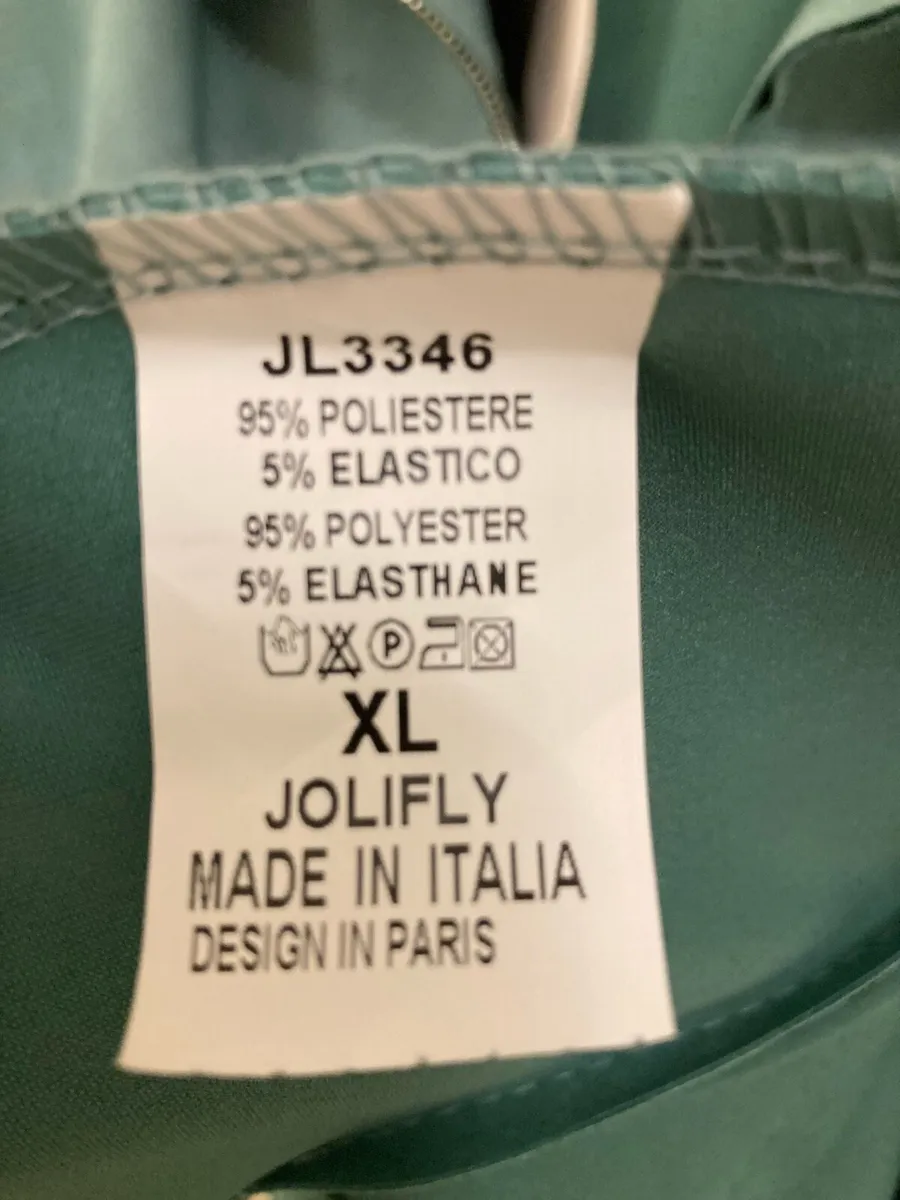 JL3346
95% POLIESTERE
5% ELASTICO
95% POLYESTER
5% ELASTHANE
P
XL
JOLIFLY
MADE IN ITALIA
DESIGN IN PARIS